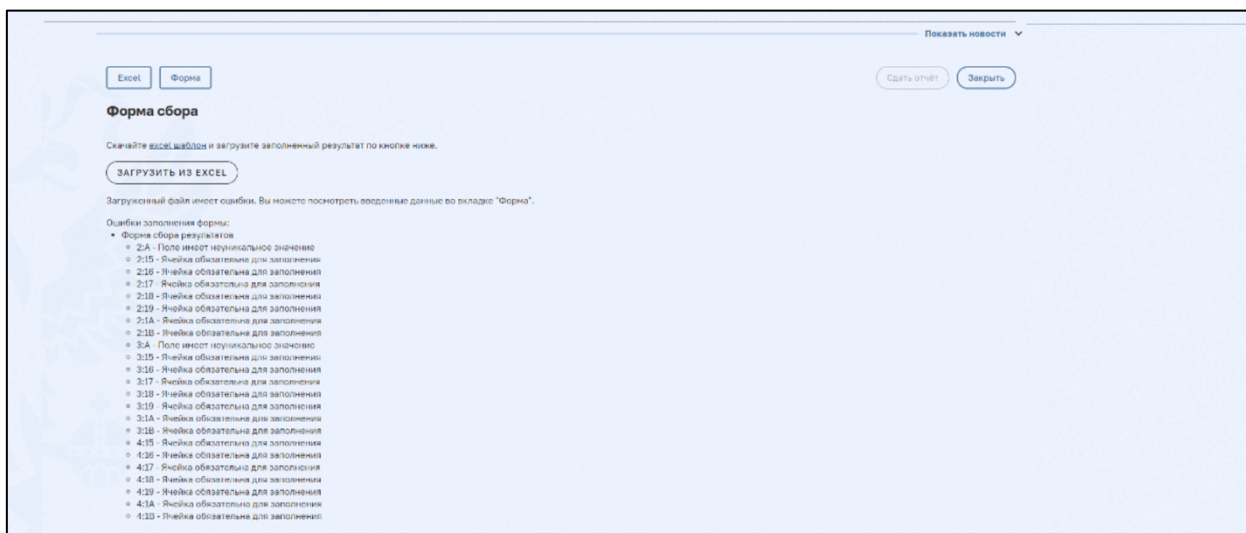 Показать новости
Excel Форма Сдать отчёт Закрыть
Форма сбора
Скачайте excel шаблон и загрузите заполненный результат по кнопке ниже.
ЗАГРУЗИТЬ ИЗ EXCEL
Загруженный файл имеет ошибки. Вы можете посмотреть введенные данные во вкладке "Форма".
Ошибки заполнения формы:
• Форма сбора результатов
○ 2:A - Поле имеет неуникальное значение
○ 2:15 - Ячейка обязательна для заполнения
○ 2:16 - Ячейка обязательна для заполнения
○ 2:17 - Ячейка обязательна для заполнения
○ 2:18 - Ячейка обязательна для заполнения
○ 2:19 - Ячейка обязательна для заполнения
○ 2:1A - Ячейка обязательна для заполнения
○ 2:1B - Ячейка обязательна для заполнения
○ 3:A - Поле имеет неуникальное значение
○ 3:15 - Ячейка обязательна для заполнения
○ 3:16 - Ячейка обязательна для заполнения
○ 3:17 - Ячейка обязательна для заполнения
○ 3:18 - Ячейка обязательна для заполнения
○ 3:19 - Ячейка обязательна для заполнения
○ 3:1A - Ячейка обязательна для заполнения
○ 3:1B - Ячейка обязательна для заполнения
○ 4:15 - Ячейка обязательна для заполнения
○ 4:16 - Ячейка обязательна для заполнения
○ 4:17 - Ячейка обязательна для заполнения
○ 4:18 - Ячейка обязательна для заполнения
○ 4:19 - Ячейка обязательна для заполнения
○ 4:1A - Ячейка обязательна для заполнения
○ 4:1B - Ячейка обязательна для заполнения